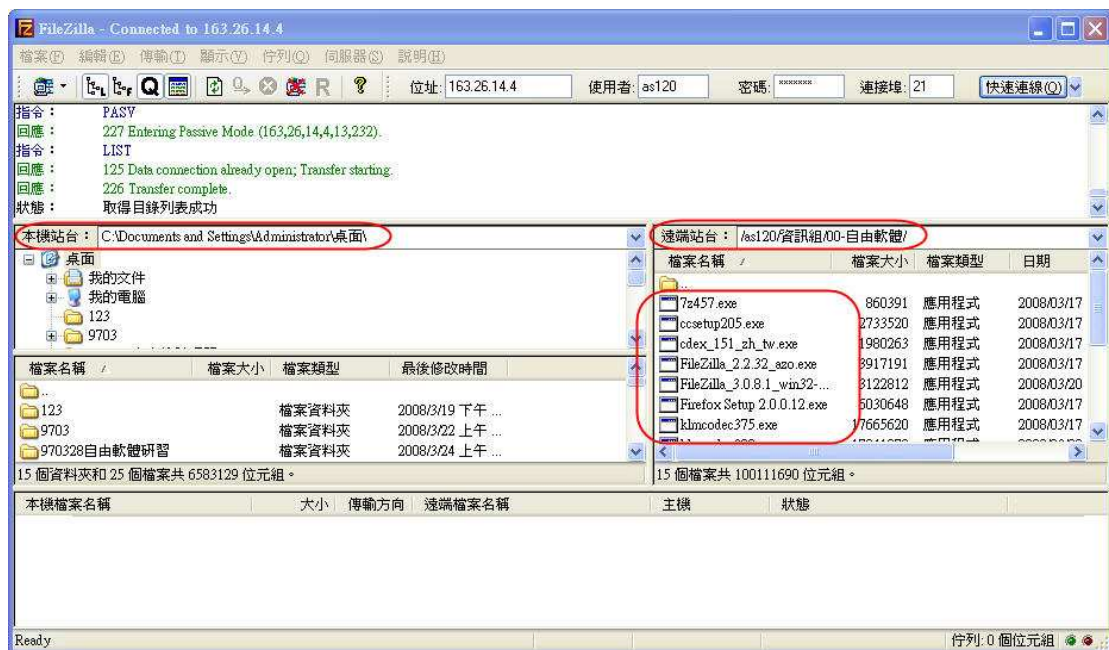 FileZilla - Connected to 163.26.14.4
檔案(F) 編輯(E) 傳輸(T) 顯示(Y) 佇列(Q) 伺服器(S) 說明(H)
位址: 163.26.14.4 使用者: as120 密碼: ******* 連接埠: 21 快速連線(Q)
指令： PASV
回應： 227 Entering Passive Mode (163,26,14,4,13,232).
指令： LIST
回應： 125 Data connection already open; Transfer starting.
回應： 226 Transfer complete.
狀態： 取得目錄列表成功
本機站台： C:\Documents and Settings\Administrator\桌面\
桌面
我的文件
我的電腦
123
9703
檔案名稱 / 檔案大小 檔案類型 最後修改時間
..
123 檔案資料夾 2008/3/19 下午 ...
9703 檔案資料夾 2008/3/22 上午 ...
970328自由軟體研習 檔案資料夾 2008/3/24 上午 ...
15 個資料夾和 25 個檔案共 6583129 位元組。
遠端站台： /as120/資訊組/00-自由軟體/
檔案名稱 / 檔案大小 檔案類型 日期
..
7z457.exe 860391 應用程式 2008/03/17
ccsetup205.exe 2733520 應用程式 2008/03/17
cdex_151_zh_tw.exe 1980263 應用程式 2008/03/17
FileZilla_2.2.32_azo.exe 3917191 應用程式 2008/03/17
FileZilla_3.0.8.1_win32-... 3122812 應用程式 2008/03/20
Firefox Setup 2.0.0.12.exe 6030648 應用程式 2008/03/17
klmcodec375.exe 17665620 應用程式 2008/03/17
15 個檔案共 100111690 位元組。
本機檔案名稱 大小 傳輸方向 遠端檔案名稱 主機 狀態
Ready 佇列: 0 個位元組